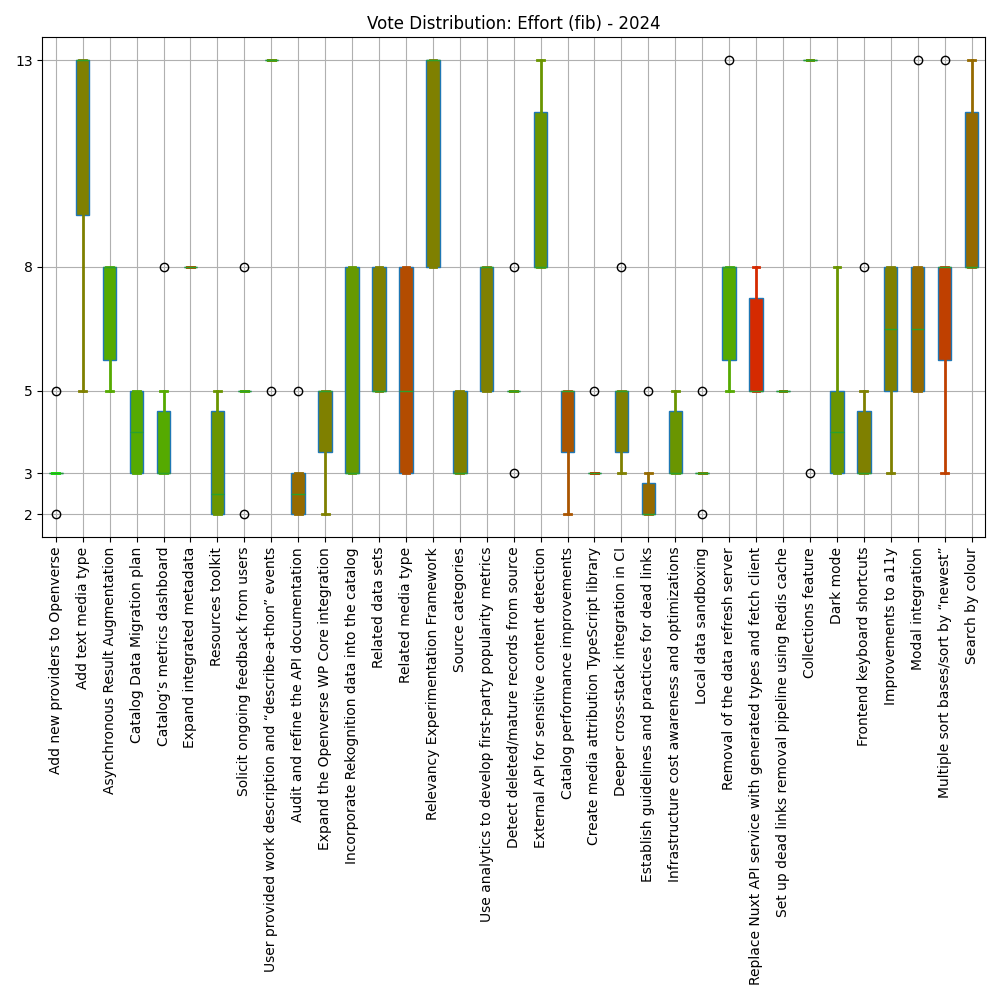 Vote Distribution: Effort (fib) - 2024
13
8
5
3
2
Add new providers to Openverse
Add text media type
Asynchronous Result Augmentation
Catalog Data Migration plan
Catalog’s metrics dashboard
Expand integrated metadata
Resources toolkit
Solicit ongoing feedback from users
User provided work description and “describe-a-thon” events
Audit and refine the API documentation
Expand the Openverse WP Core integration
Incorporate Rekognition data into the catalog
Related data sets
Related media type
Relevancy Experimentation Framework
Source categories
Use analytics to develop first-party popularity metrics
Detect deleted/mature records from source
External API for sensitive content detection
Catalog performance improvements
Create media attribution TypeScript library
Deeper cross-stack integration in CI
Establish guidelines and practices for dead links
Infrastructure cost awareness and optimizations
Local data sandboxing
Removal of the data refresh server
Replace Nuxt API service with generated types and fetch client
Set up dead links removal pipeline using Redis cache
Collections feature
Dark mode
Frontend keyboard shortcuts
Improvements to a11y
Modal integration
Multiple sort bases/sort by “newest”
Search by colour